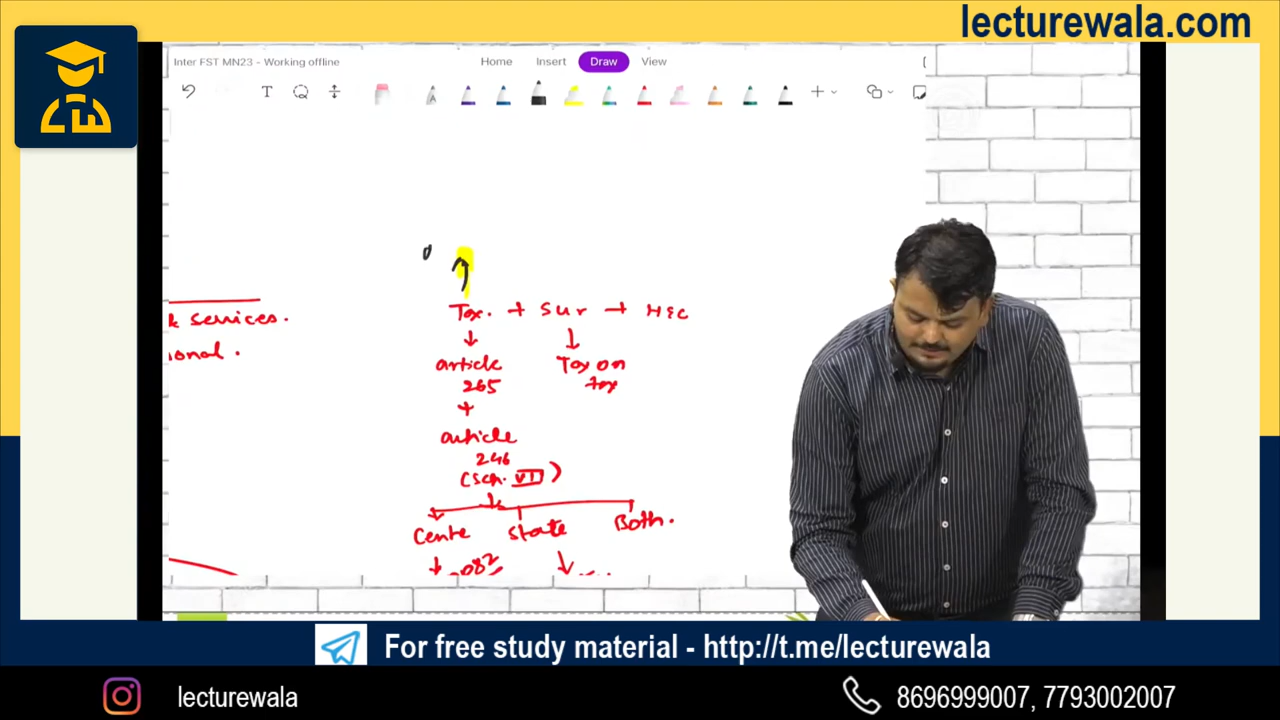 lecturewala.com
Inter FST MN23 - Working offline
Home Insert Draw View
T
A
& services.
Tax. + Sur + HEC
ional.
article
265
Tax on
tax
+
article
246
(Sch. VII)
Centre State Both.
For free study material - http://t.me/lecturewala
lecturewala
8696999007, 7793002007